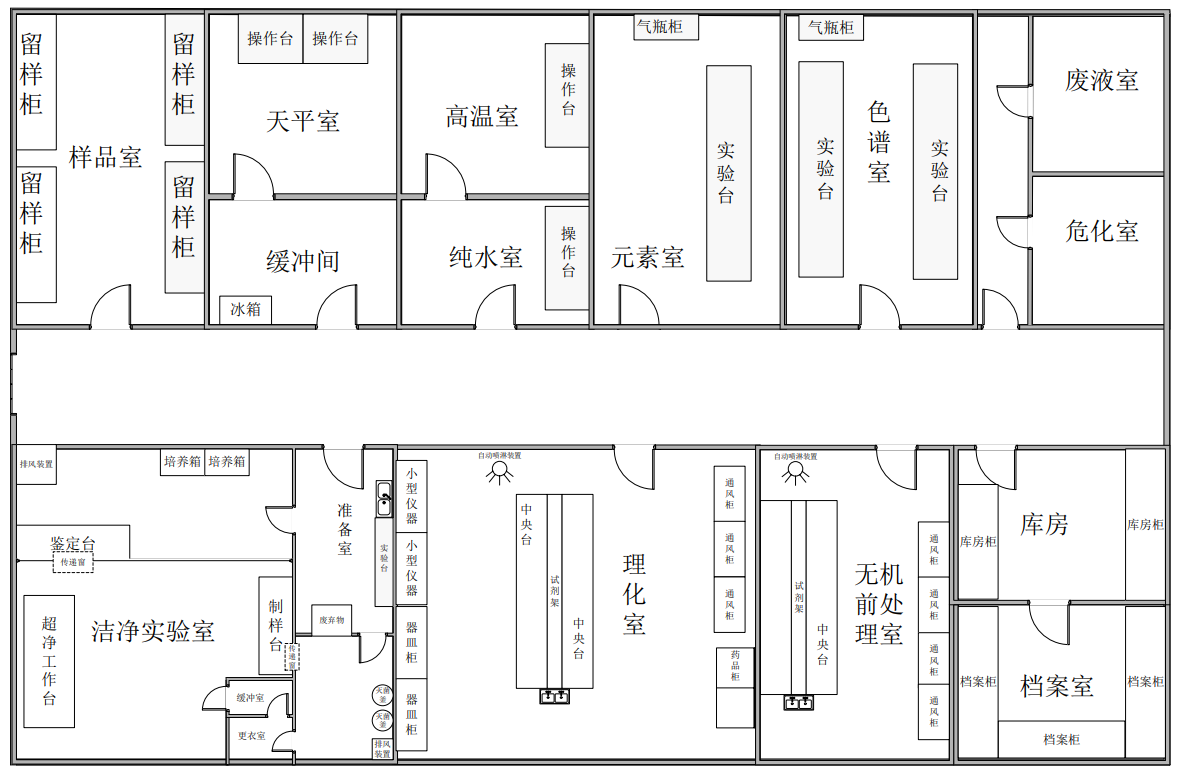 留样柜
留样柜
样品室
留样柜
留样柜
操作台
操作台
天平室
缓冲间
冰箱
高温室
操作台
纯水室
操作台
气瓶柜
实验台
元素室
气瓶柜
实验台
色谱室
实验台
废液室
危化室
排风装置
培养箱
培养箱
鉴定台
传递窗
洁净实验室
超净工作台
制样台
传递窗
缓冲室
更衣室
准备室
实验台
废弃物
灭菌釜
灭菌釜
排风
装置
小型仪器
小型仪器
器皿柜
器皿柜
自动喷淋装置
中央台
试剂架
中央台
理化室
通风柜
通风柜
通风柜
药品柜
自动喷淋装置
试剂架
中央台
无机
前处
理室
通风柜
通风柜
通风柜
通风柜
库房柜
库房
库房柜
档案柜
档案室
档案柜
档案柜